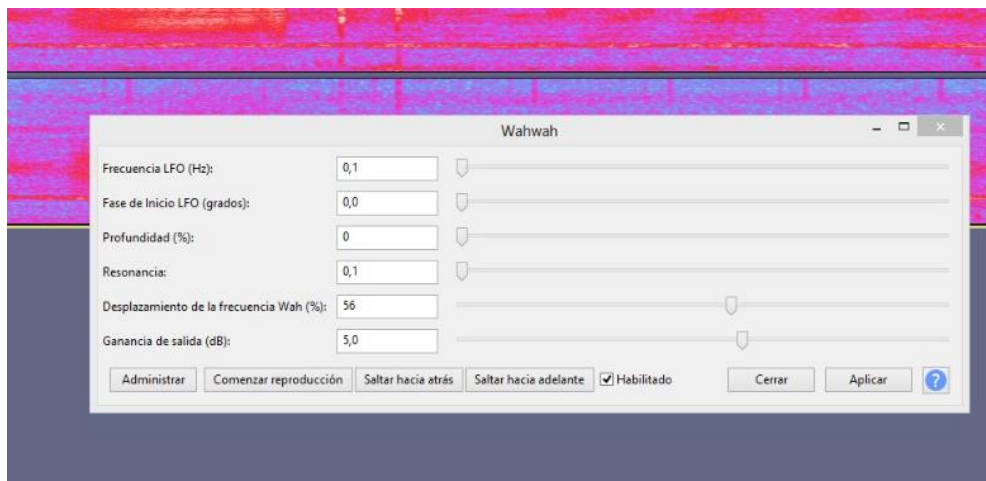 Wahwah
Frecuencia LFO (Hz): 0,1
Fase de Inicio LFO (grados): 0,0
Profundidad (%): 0
Resonancia: 0,1
Desplazamiento de la frecuencia Wah (%): 56
Ganancia de salida (dB): 5,0
Administrar Comenzar reproducción Saltar hacia atrás Saltar hacia adelante Habilitado Cerrar Aplicar ?